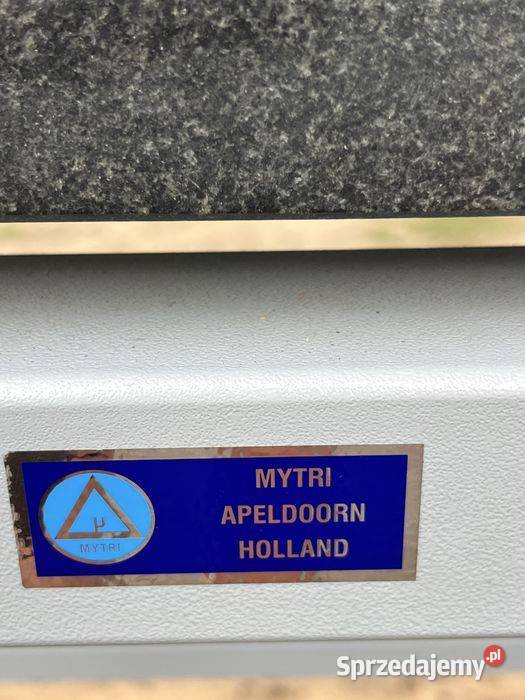 MYTRI
APELDOORN
HOLLAND
μ
MYTRI
Sprzedajemy.pl